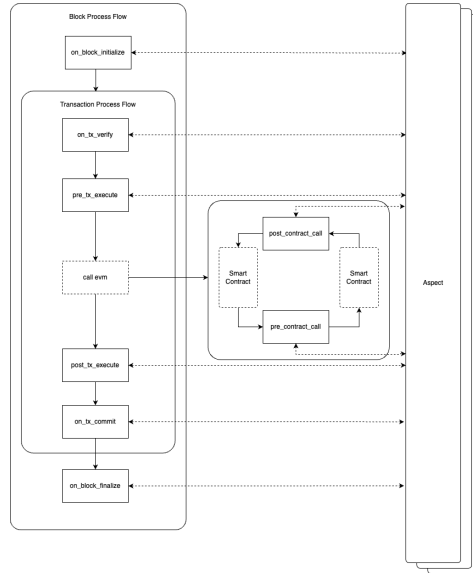 Block Process Flow
on_block_initialize
Transaction Process Flow
on_tx_verify
pre_tx_execute
call evm
post_contract_call
Smart
Contract
Smart
Contract
pre_contract_call
post_tx_execute
on_tx_commit
on_block_finalize
Aspect